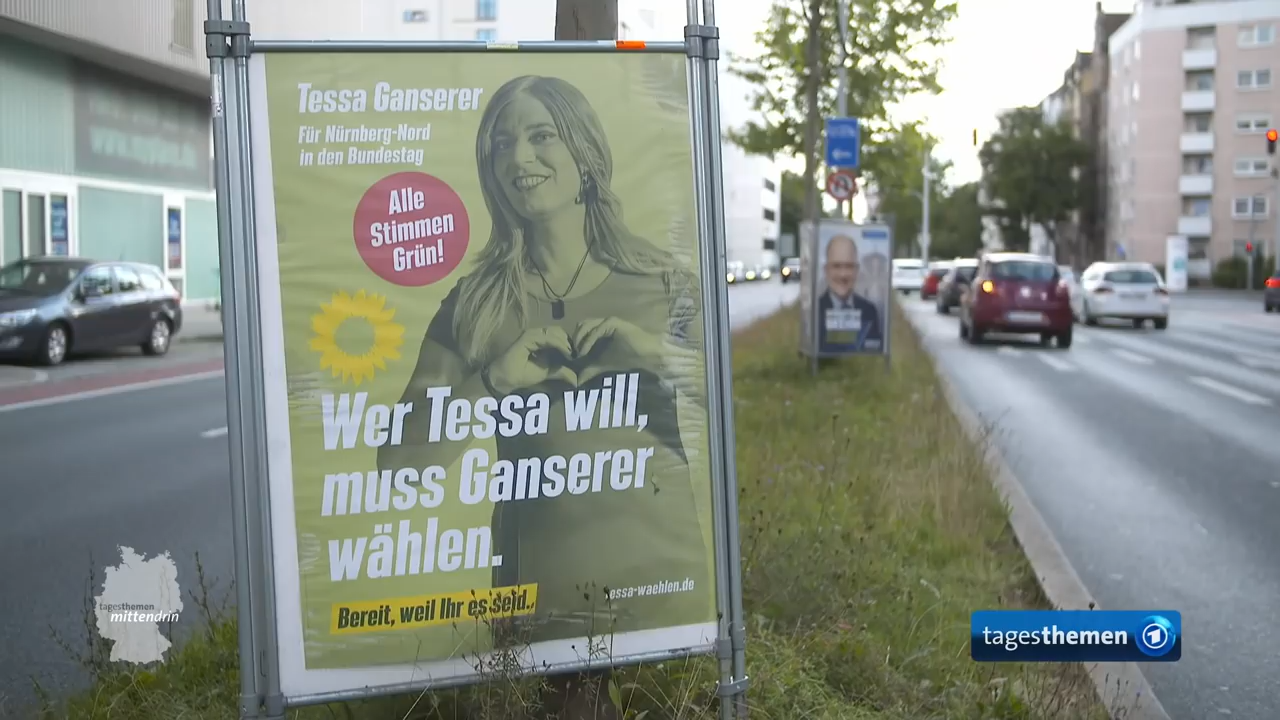 Tessa Ganserer
Für Nürnberg-Nord
in den Bundestag
Alle
Stimmen
Grün!
Wer Tessa will,
muss Ganserer
wählen.
Bereit, weil Ihr es seid.
essa-waehlen.de
tagesthemen
mittendrin
tagesthemen